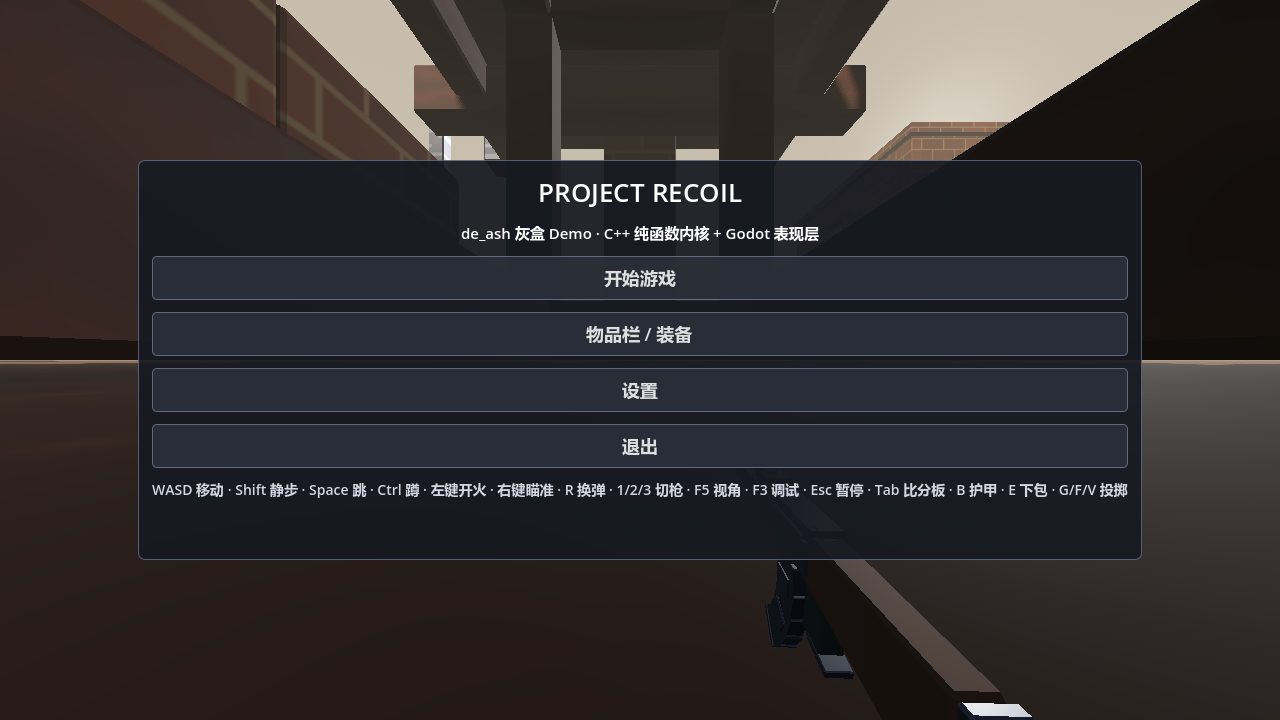 PROJECT RECOIL
de_ash 灰盒 Demo · C++ 纯函数内核 + Godot 表现层
开始游戏
物品栏 / 装备
设置
退出
WASD 移动 · Shift 静步 · Space 跳 · Ctrl 蹲 · 左键开火 · 右键瞄准 · R 换弹 · 1/2/3 切枪 · F5 视角 · F3 调试 · Esc 暂停 · Tab 比分板 · B 护甲 · E 下包 · G/F/V 投掷